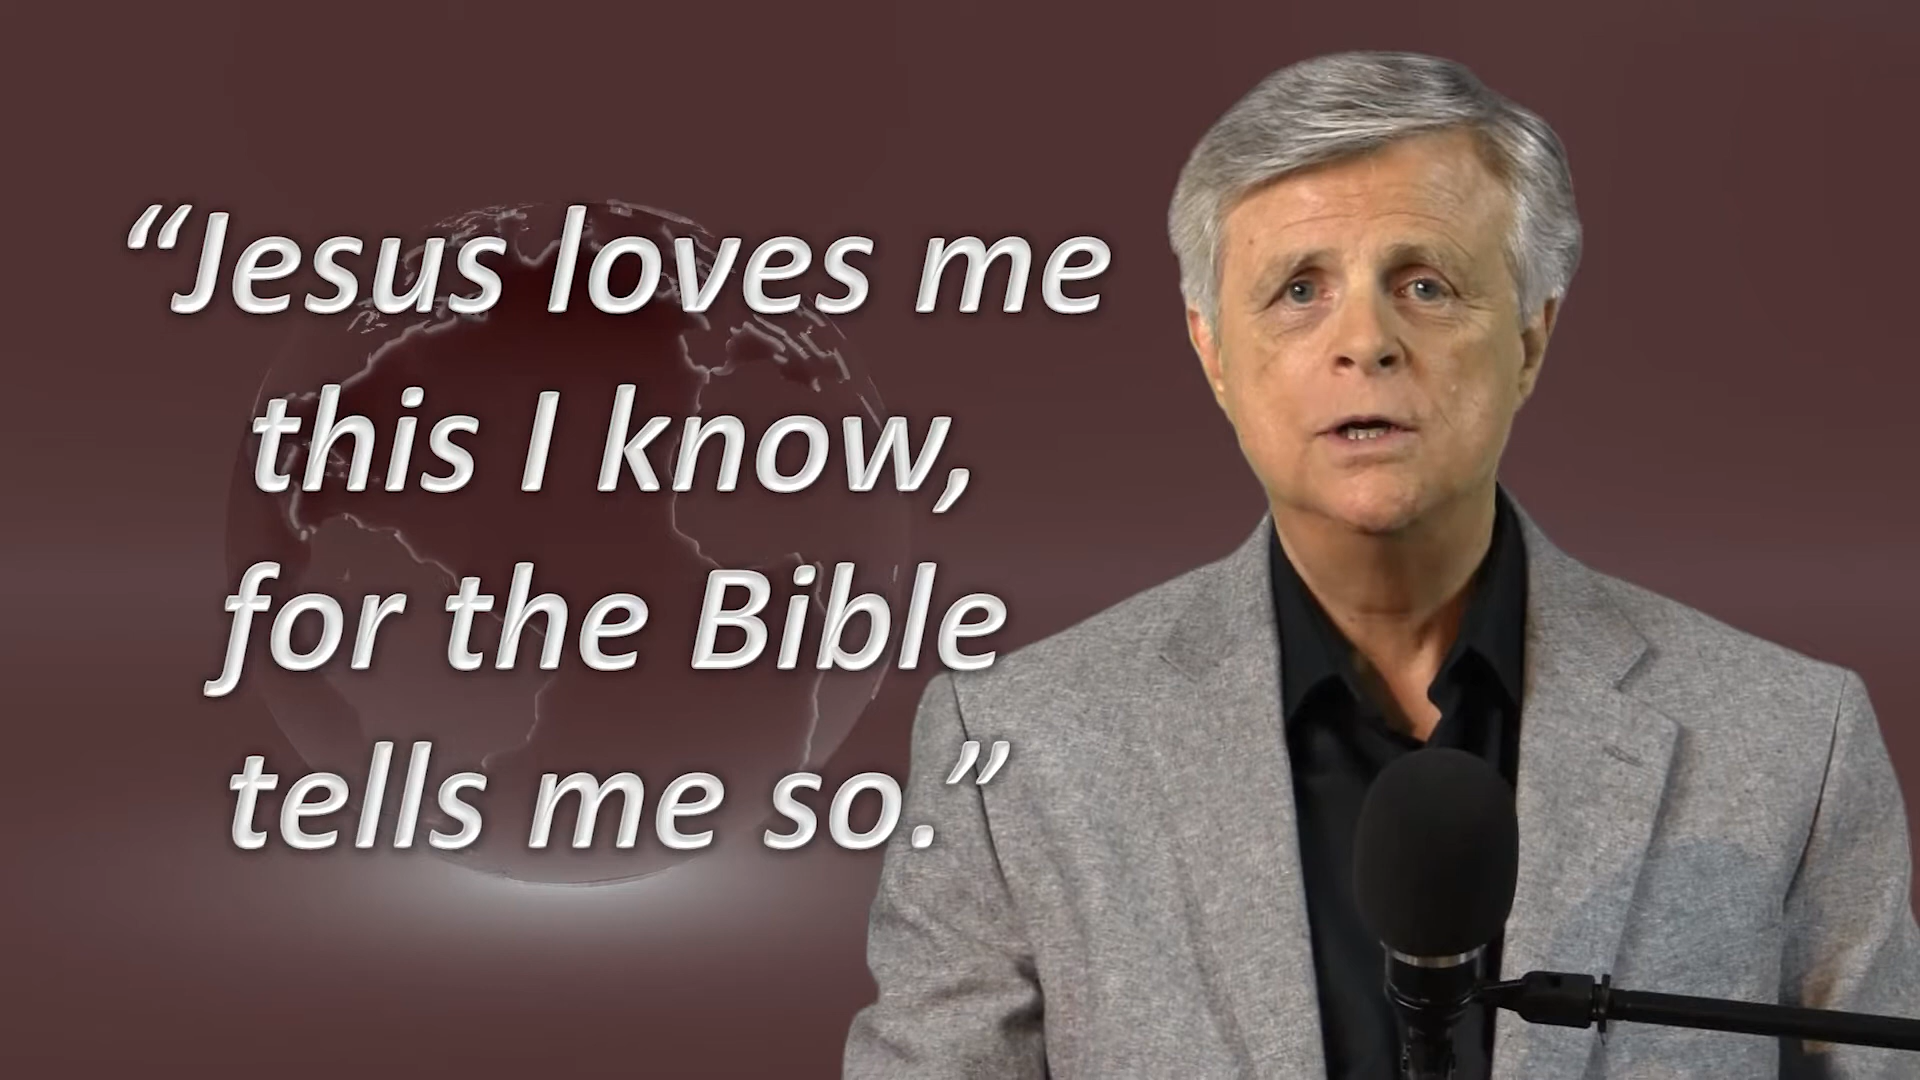 “Jesus loves me
this I know,
for the Bible
tells me so.”